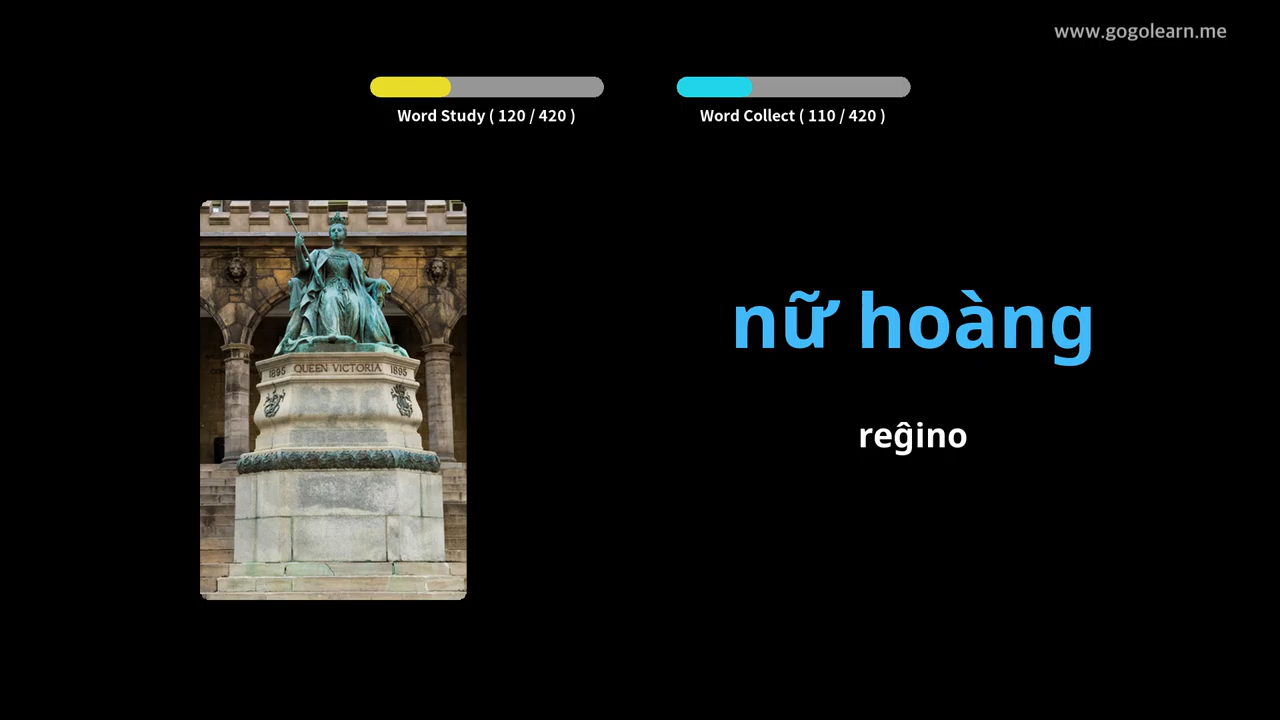 www.gogolearn.me
Word Study ( 120 / 420 )
Word Collect ( 110 / 420 )
1895 QUEEN VICTORIA 1895
nữ hoàng
reĝino